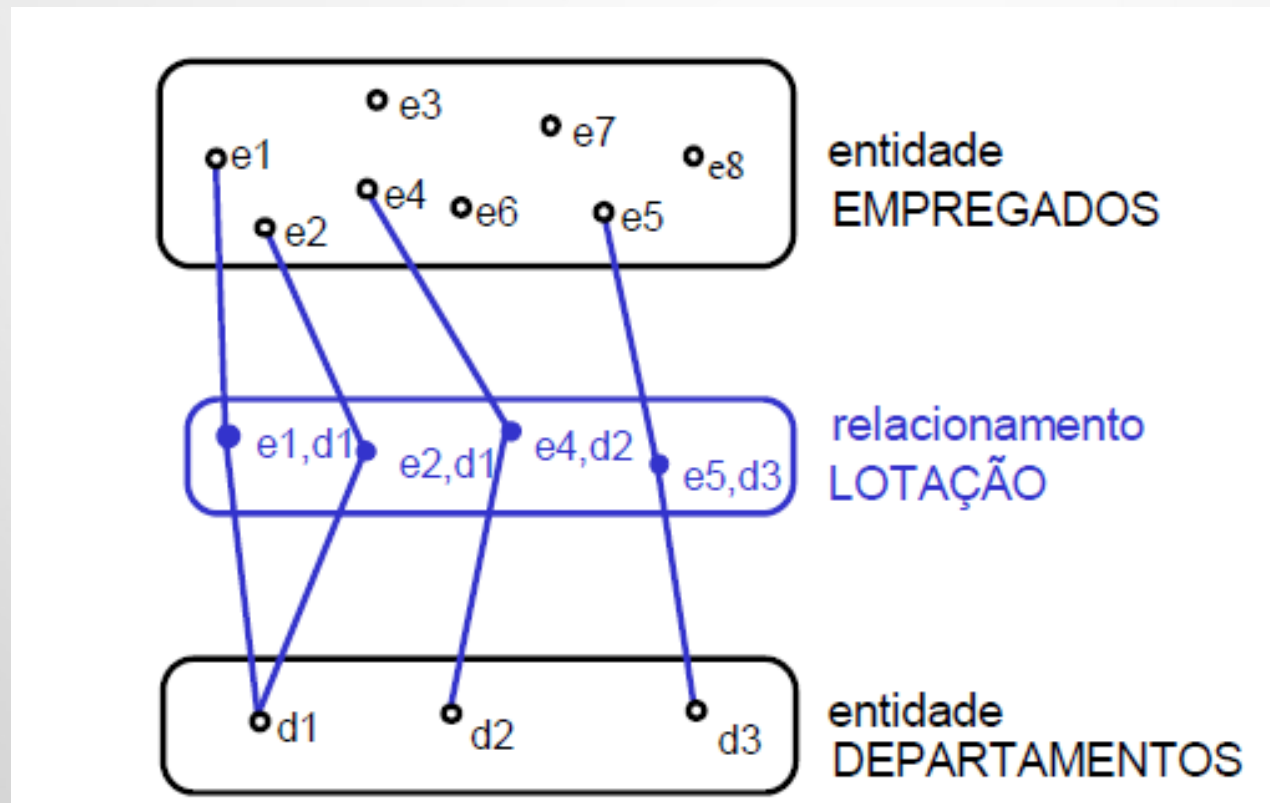 e3
e7
e1
e8
e4
e6
e5
e2
entidade
EMPREGADOS
e1,d1
e2,d1
e4,d2
e5,d3
relacionamento
LOTAÇÃO
d1
d2
d3
entidade
DEPARTAMENTOS